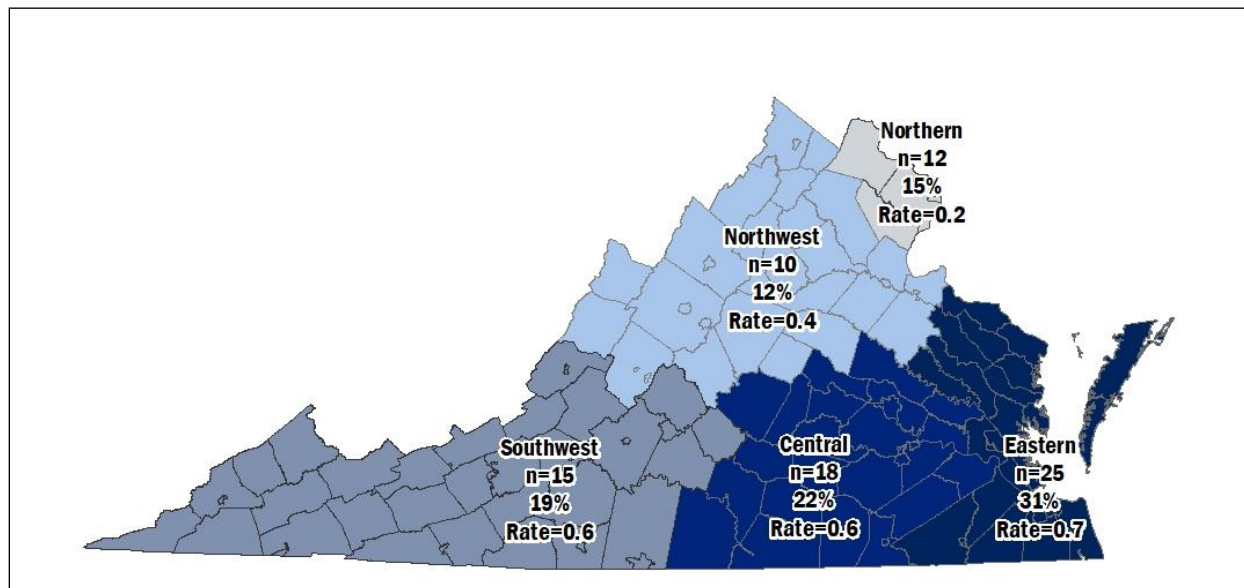 Northern
n=12
15%
Rate=0.2
Northwest
n=10
12%
Rate=0.4
Southwest
n=15
19%
Rate=0.6
Central
n=18
22%
Rate=0.6
Eastern
n=25
31%
Rate=0.7